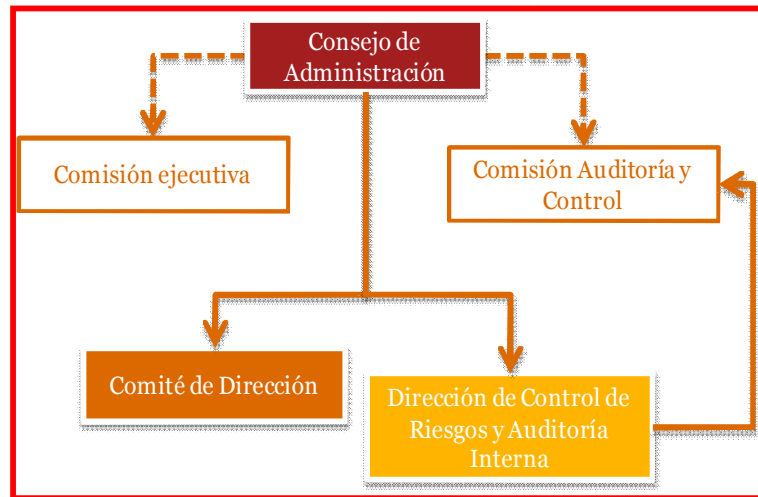 Consejo de
Administración
Comisión ejecutiva
Comisión Auditoría y
Control
Comité de Dirección
Dirección de Control de
Riesgos y Auditoría
Interna